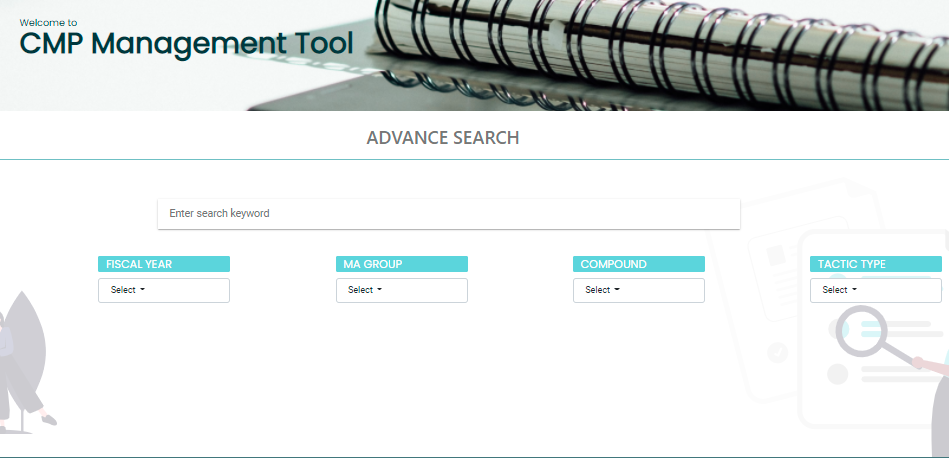 Welcome to
CMP Management Tool
ADVANCE SEARCH
Enter search keyword
FISCAL YEAR
MA GROUP
COMPOUND
TACTIC TYPE
Select
Select
Select
Select